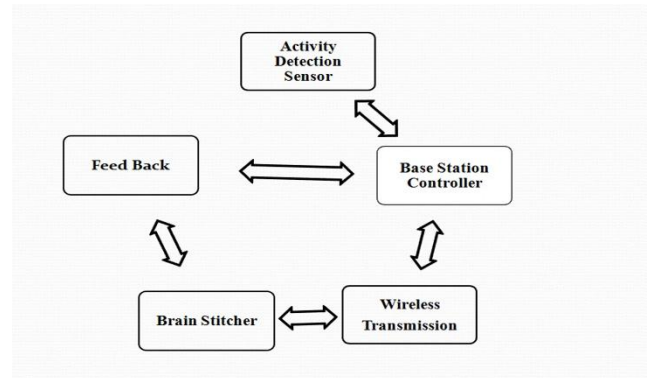 Activity
Detection
Sensor
Feed Back
Base Station
Controller
Brain Stitcher
Wireless
Transmission